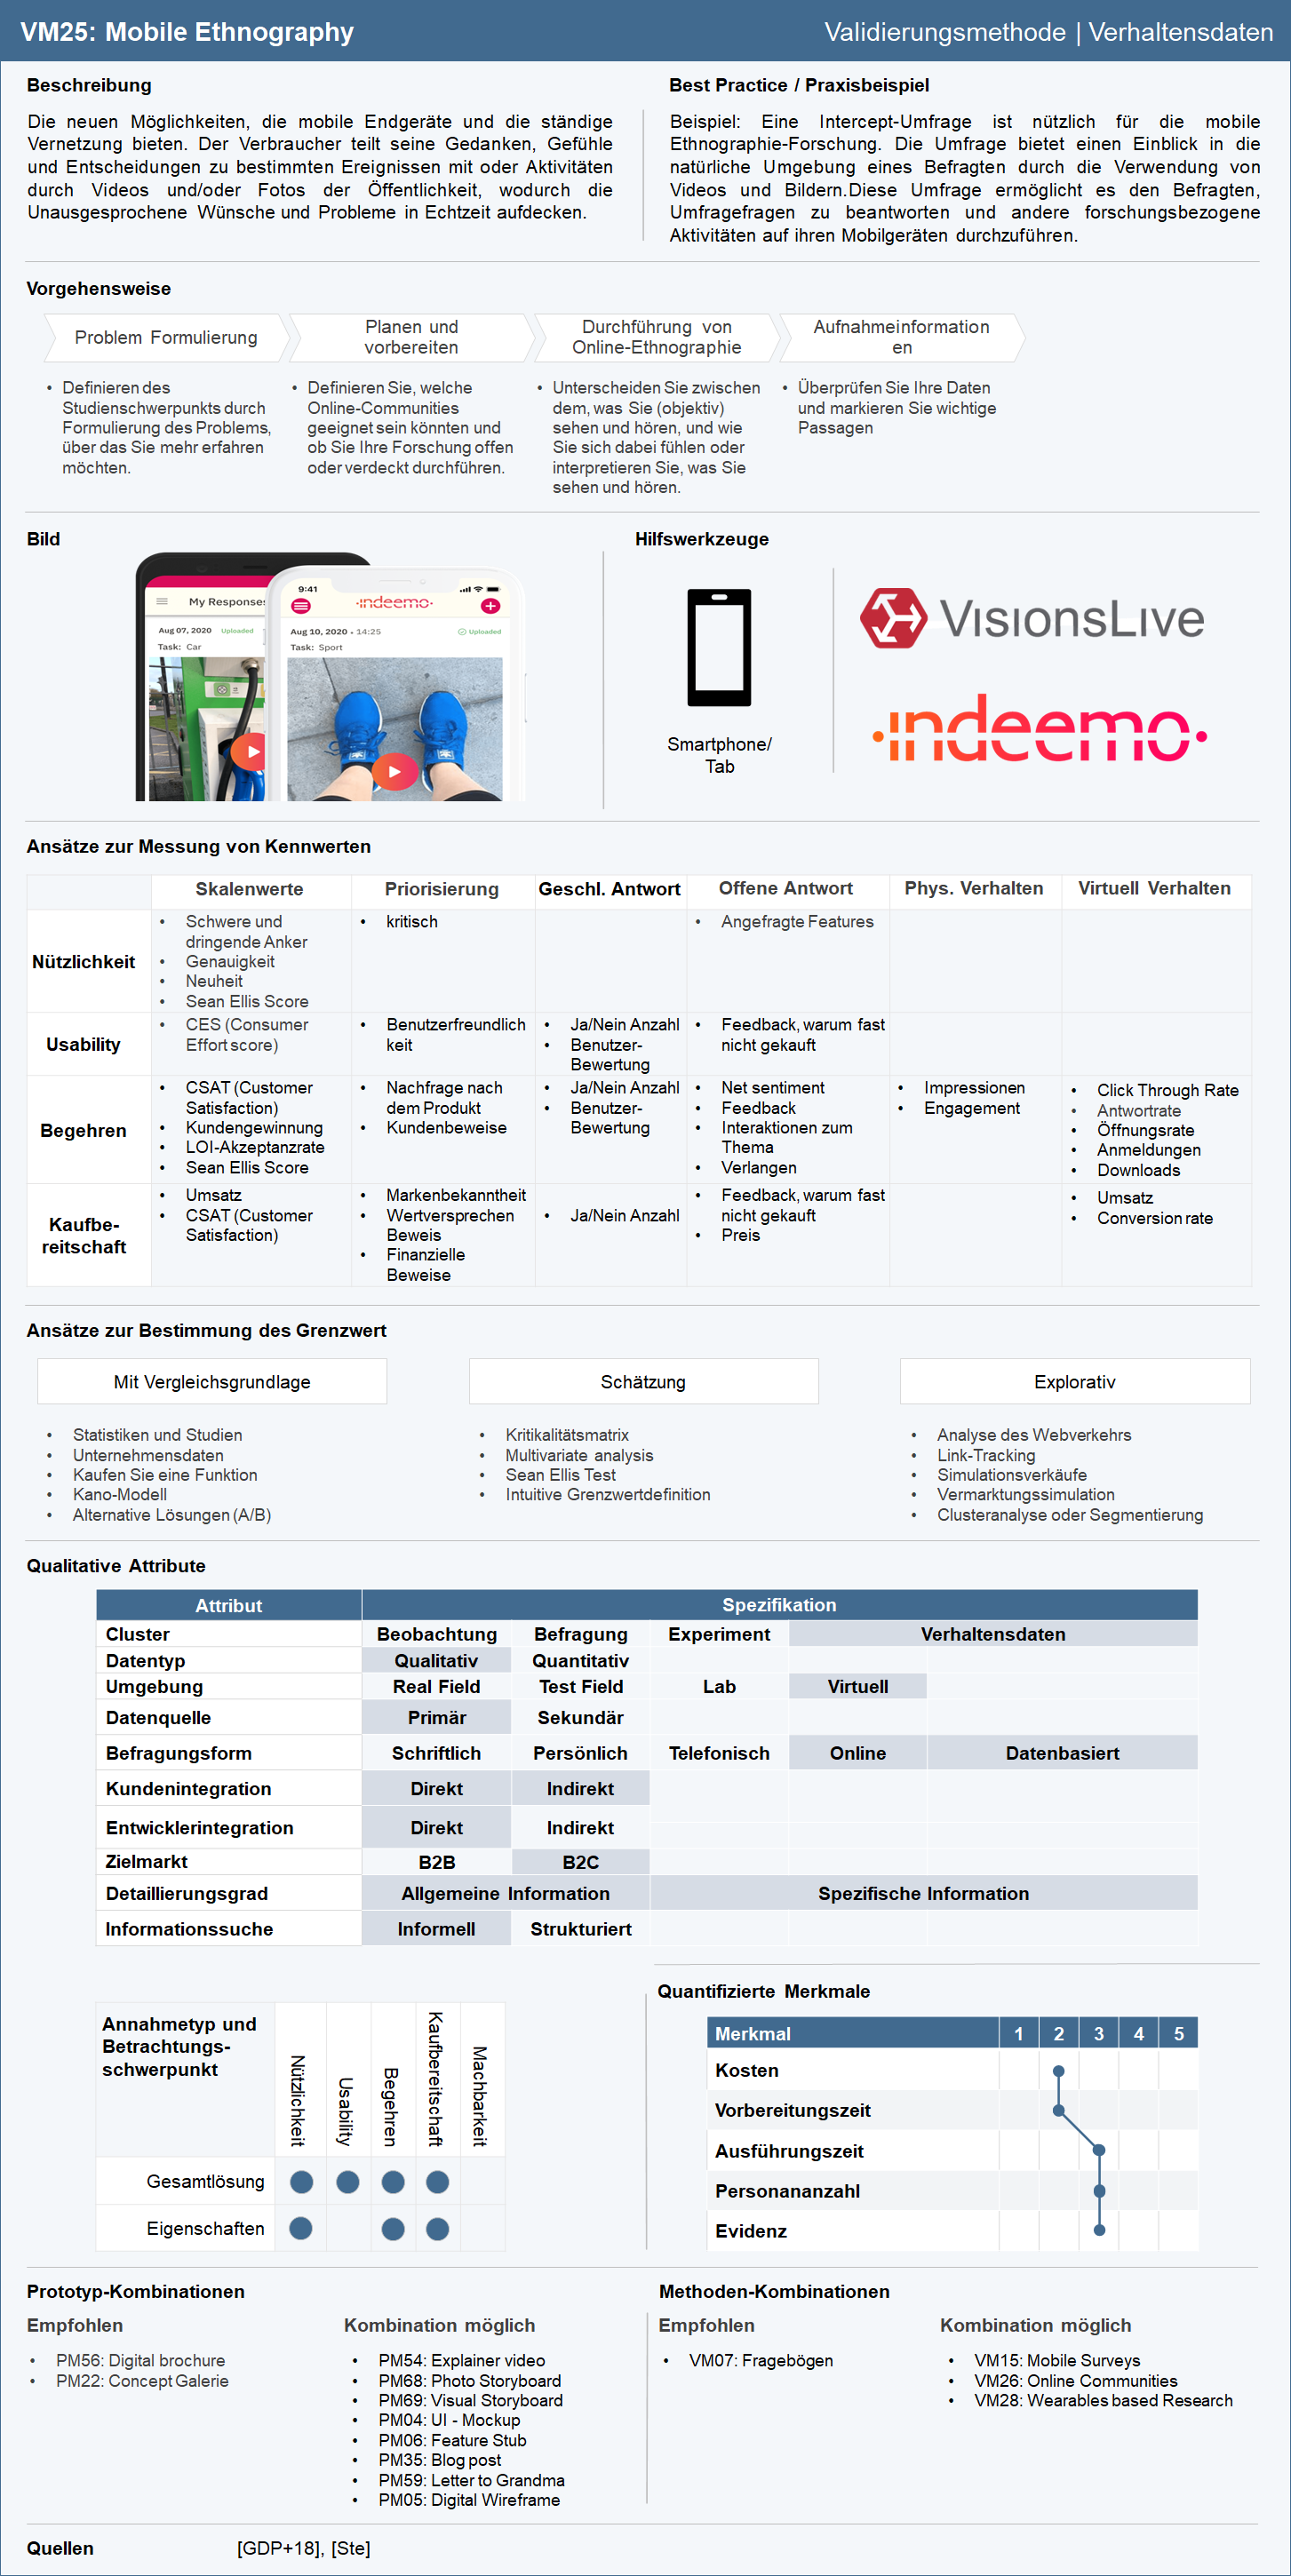 VM25: Mobile Ethnography
Validierungsmethode | Verhaltensdaten
Beschreibung
Die neuen Möglichkeiten, die mobile Endgeräte und die ständige
Vernetzung bieten. Der Verbraucher teilt seine Gedanken, Gefühle
und Entscheidungen zu bestimmten Ereignissen mit oder Aktivitäten
durch Videos und/oder Fotos der Öffentlichkeit, wodurch die
Unausgesprochene Wünsche und Probleme in Echtzeit aufdecken.
Best Practice / Praxisbeispiel
Beispiel: Eine Intercept-Umfrage ist nützlich für die mobile
Ethnographie-Forschung. Die Umfrage bietet einen Einblick in die
natürliche Umgebung eines Befragten durch die Verwendung von
Videos und Bildern.Diese Umfrage ermöglicht es den Befragten,
Umfragefragen zu beantworten und andere forschungsbezogene
Aktivitäten auf ihren Mobilgeräten durchzuführen.
Vorgehensweise
Problem Formulierung
Planen und
vorbereiten
Durchführung von
Online-Ethnographie
Aufnahmeinformation
en
• Definieren des
Studienschwerpunkts durch
Formulierung des Problems,
über das Sie mehr erfahren
möchten.
• Definieren Sie, welche
Online-Communities
geeignet sein könnten und
ob Sie Ihre Forschung offen
oder verdeckt durchführen.
• Unterscheiden Sie zwischen
dem, was Sie (objektiv)
sehen und hören, und wie
Sie sich dabei fühlen oder
interpretieren Sie, was Sie
sehen und hören.
• Überprüfen Sie Ihre Daten
und markieren Sie wichtige
Passagen
Bild
My Responses
Aug 07, 2020 Uploaded
Task: Car
9:41
indeemo
Aug 10, 2020 • 14:25 Uploaded
Task: Sport
Hilfswerkzeuge
Smartphone/
Tab
VisionsLive
indeemo
Ansätze zur Messung von Kennwerten
Skalenwerte Priorisierung Geschl. Antwort Offene Antwort Phys. Verhalten Virtuell Verhalten
Nützlichkeit
• Schwere und
dringende Anker
• Genauigkeit
• Neuheit
• Sean Ellis Score
• kritisch
• Angefragte Features
Usability
• CES (Consumer
Effort score)
• Benutzerfreundlich
keit
• Ja/Nein Anzahl
• Benutzer-
Bewertung
• Feedback, warum fast
nicht gekauft
Begehren
• CSAT (Customer
Satisfaction)
• Kundengewinnung
• LOI-Akzeptanzrate
• Sean Ellis Score
• Nachfrage nach
dem Produkt
• Kundenbeweise
• Ja/Nein Anzahl
• Benutzer-
Bewertung
• Net sentiment
• Feedback
• Interaktionen zum
Thema
• Verlangen
• Impressionen
• Engagement
• Click Through Rate
• Antwortrate
• Öffnungsrate
• Anmeldungen
• Downloads
Kaufbe-
reitschaft
• Umsatz
• CSAT (Customer
Satisfaction)
• Markenbekanntheit
• Wertversprechen
Beweis
• Finanzielle
Beweise
• Ja/Nein Anzahl
• Feedback, warum fast
nicht gekauft
• Preis
• Umsatz
• Conversion rate
Ansätze zur Bestimmung des Grenzwert
Mit Vergleichsgrundlage
• Statistiken und Studien
• Unternehmensdaten
• Kaufen Sie eine Funktion
• Kano-Modell
• Alternative Lösungen (A/B)
Schätzung
• Kritikalitätsmatrix
• Multivariate analysis
• Sean Ellis Test
• Intuitive Grenzwertdefinition
Explorativ
• Analyse des Webverkehrs
• Link-Tracking
• Simulationsverkäufe
• Vermarktungssimulation
• Clusteranalyse oder Segmentierung
Qualitative Attribute
Attribut Spezifikation
Cluster Beobachtung Befragung Experiment Verhaltensdaten
Datentyp Qualitativ Quantitativ
Umgebung Real Field Test Field Lab Virtuell
Datenquelle Primär Sekundär
Befragungsform Schriftlich Persönlich Telefonisch Online Datenbasiert
Kundenintegration Direkt Indirekt
Entwicklerintegration Direkt Indirekt
Zielmarkt B2B B2C
Detaillierungsgrad Allgemeine Information Spezifische Information
Informationssuche Informell Strukturiert
Annahmetyp und
Betrachtungs-
schwerpunkt
Nützlichkeit
Usability
Begehren
Kaufbereitschaft
Machbarkeit
Gesamtlösung
Eigenschaften
Quantifizierte Merkmale
Merkmal 1 2 3 4 5
Kosten
Vorbereitungszeit
Ausführungszeit
Personananzahl
Evidenz
Prototyp-Kombinationen
Empfohlen
• PM56: Digital brochure
• PM22: Concept Galerie
Kombination möglich
• PM54: Explainer video
• PM68: Photo Storyboard
• PM69: Visual Storyboard
• PM04: UI - Mockup
• PM06: Feature Stub
• PM35: Blog post
• PM59: Letter to Grandma
• PM05: Digital Wireframe
Methoden-Kombinationen
Empfohlen
• VM07: Fragebögen
Kombination möglich
• VM15: Mobile Surveys
• VM26: Online Communities
• VM28: Wearables based Research
Quellen [GDP+18], [Ste]